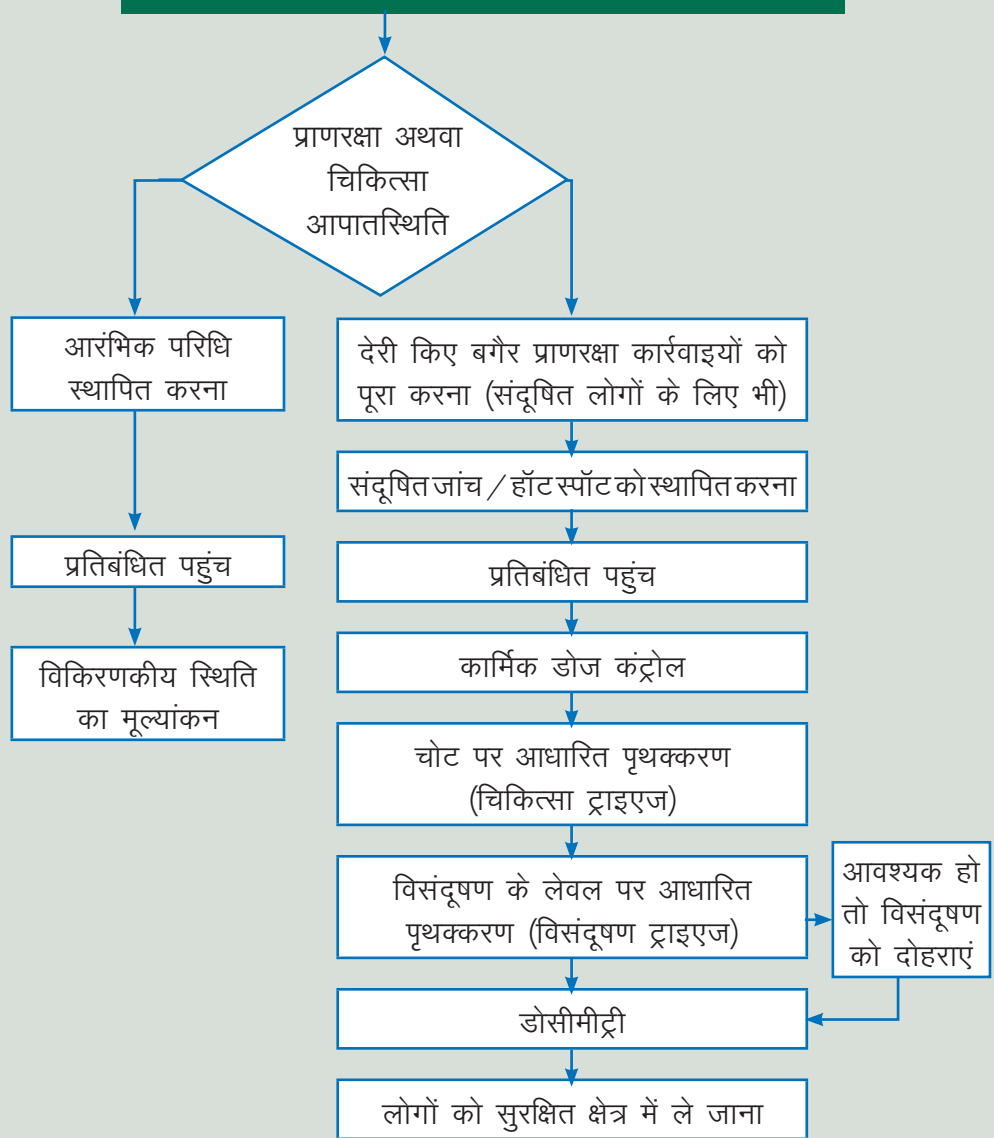 प्राणरक्षा अथवा
चिकित्सा
आपातस्थिति
आरंभिक परिधि
स्थापित करना
प्रतिबंधित पहुंच
विकिरणकीय स्थिति
का मूल्यांकन
देरी किए बगैर प्राणरक्षा कार्रवाइयों को
पूरा करना (संदूषित लोगों के लिए भी)
संदूषित जांच / हॉट स्पॉट को स्थापित करना
प्रतिबंधित पहुंच
कार्मिक डोज कंट्रोल
चोट पर आधारित पृथक्करण
(चिकित्सा ट्राइएज)
विसंदूषण के लेवल पर आधारित
पृथक्करण (विसंदूषण ट्राइएज)
आवश्यक हो
तो विसंदूषण
को दोहराएं
डोसीमीट्री
लोगों को सुरक्षित क्षेत्र में ले जाना